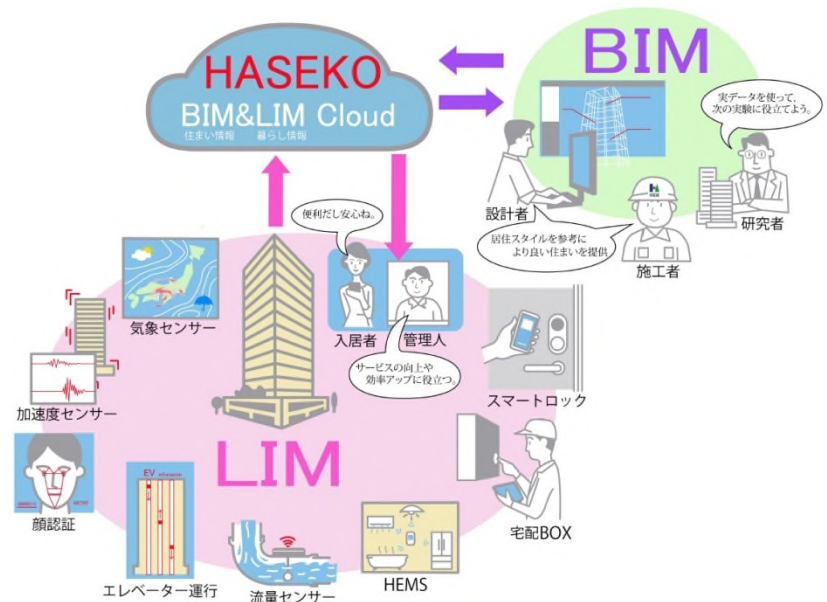 HASEKO
BIM&LIM Cloud
住まい情報 暮らし情報
BIM
実データを使って、
次の実験に役立てよう。
設計者
研究者
居住スタイルを参考に
より良い住まいを提供
施工者
便利だし安心ね。
入居者 管理人
サービスの向上や
効率アップに役立つ。
気象センサー
加速度センサー
顔認証
EV
エレベーター運行
流量センサー
HEMS
宅配BOX
スマートロック
LIM